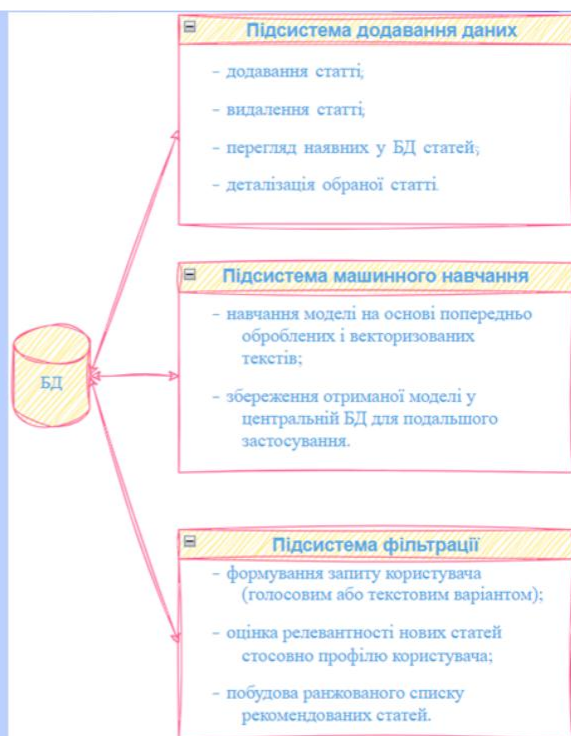 Підсистема додавання даних
- додавання статті;
- видалення статті;
- перегляд наявних у БД статей;
- деталізація обраної статті.
Підсистема машинного навчання
- навчання моделі на основі попередньо
оброблених і векторизованих
текстів;
- збереження отриманої моделі у
центральній БД для подальшого
застосування.
БД
Підсистема фільтрації
- формування запиту користувача
(голосовим або текстовим варіантом);
- оцінка релевантності нових статей
стосовно профілю користувача;
- побудова ранжованого списку
рекомендованих статей.